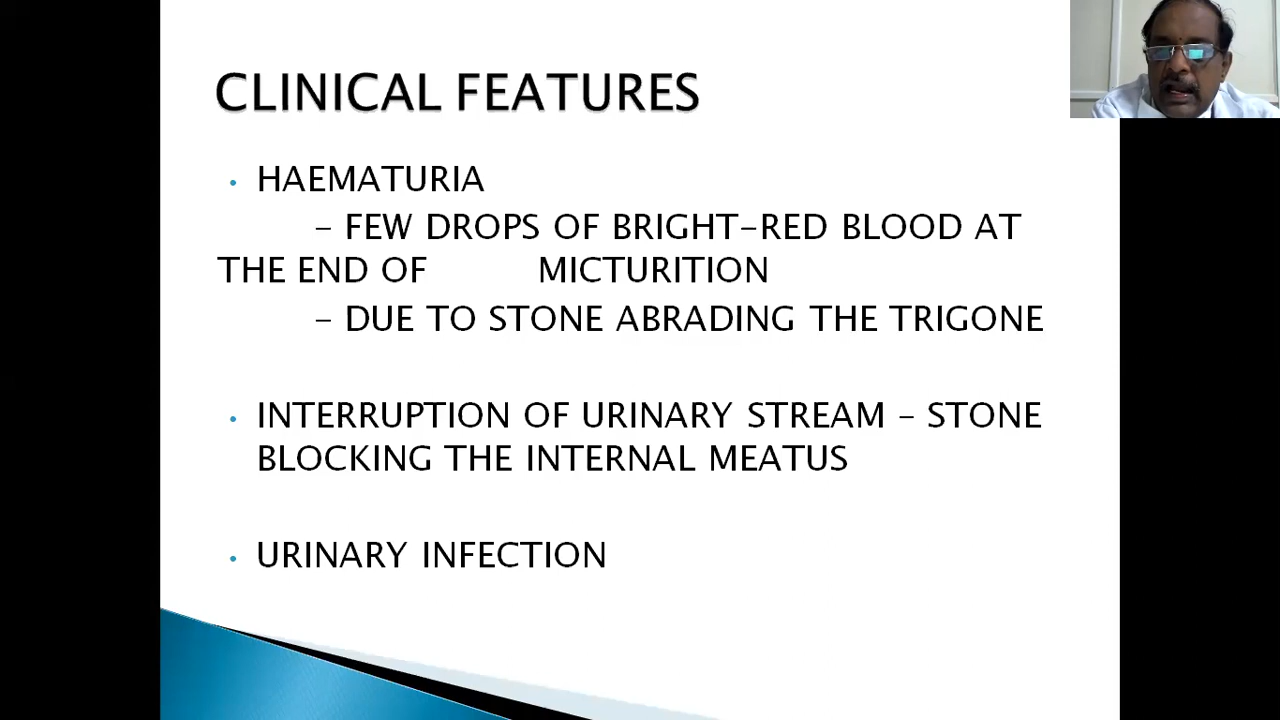 CLINICAL FEATURES
• HAEMATURIA
– FEW DROPS OF BRIGHT-RED BLOOD AT
THE END OF MICTURITION
– DUE TO STONE ABRADING THE TRIGONE
• INTERRUPTION OF URINARY STREAM – STONE
BLOCKING THE INTERNAL MEATUS
• URINARY INFECTION